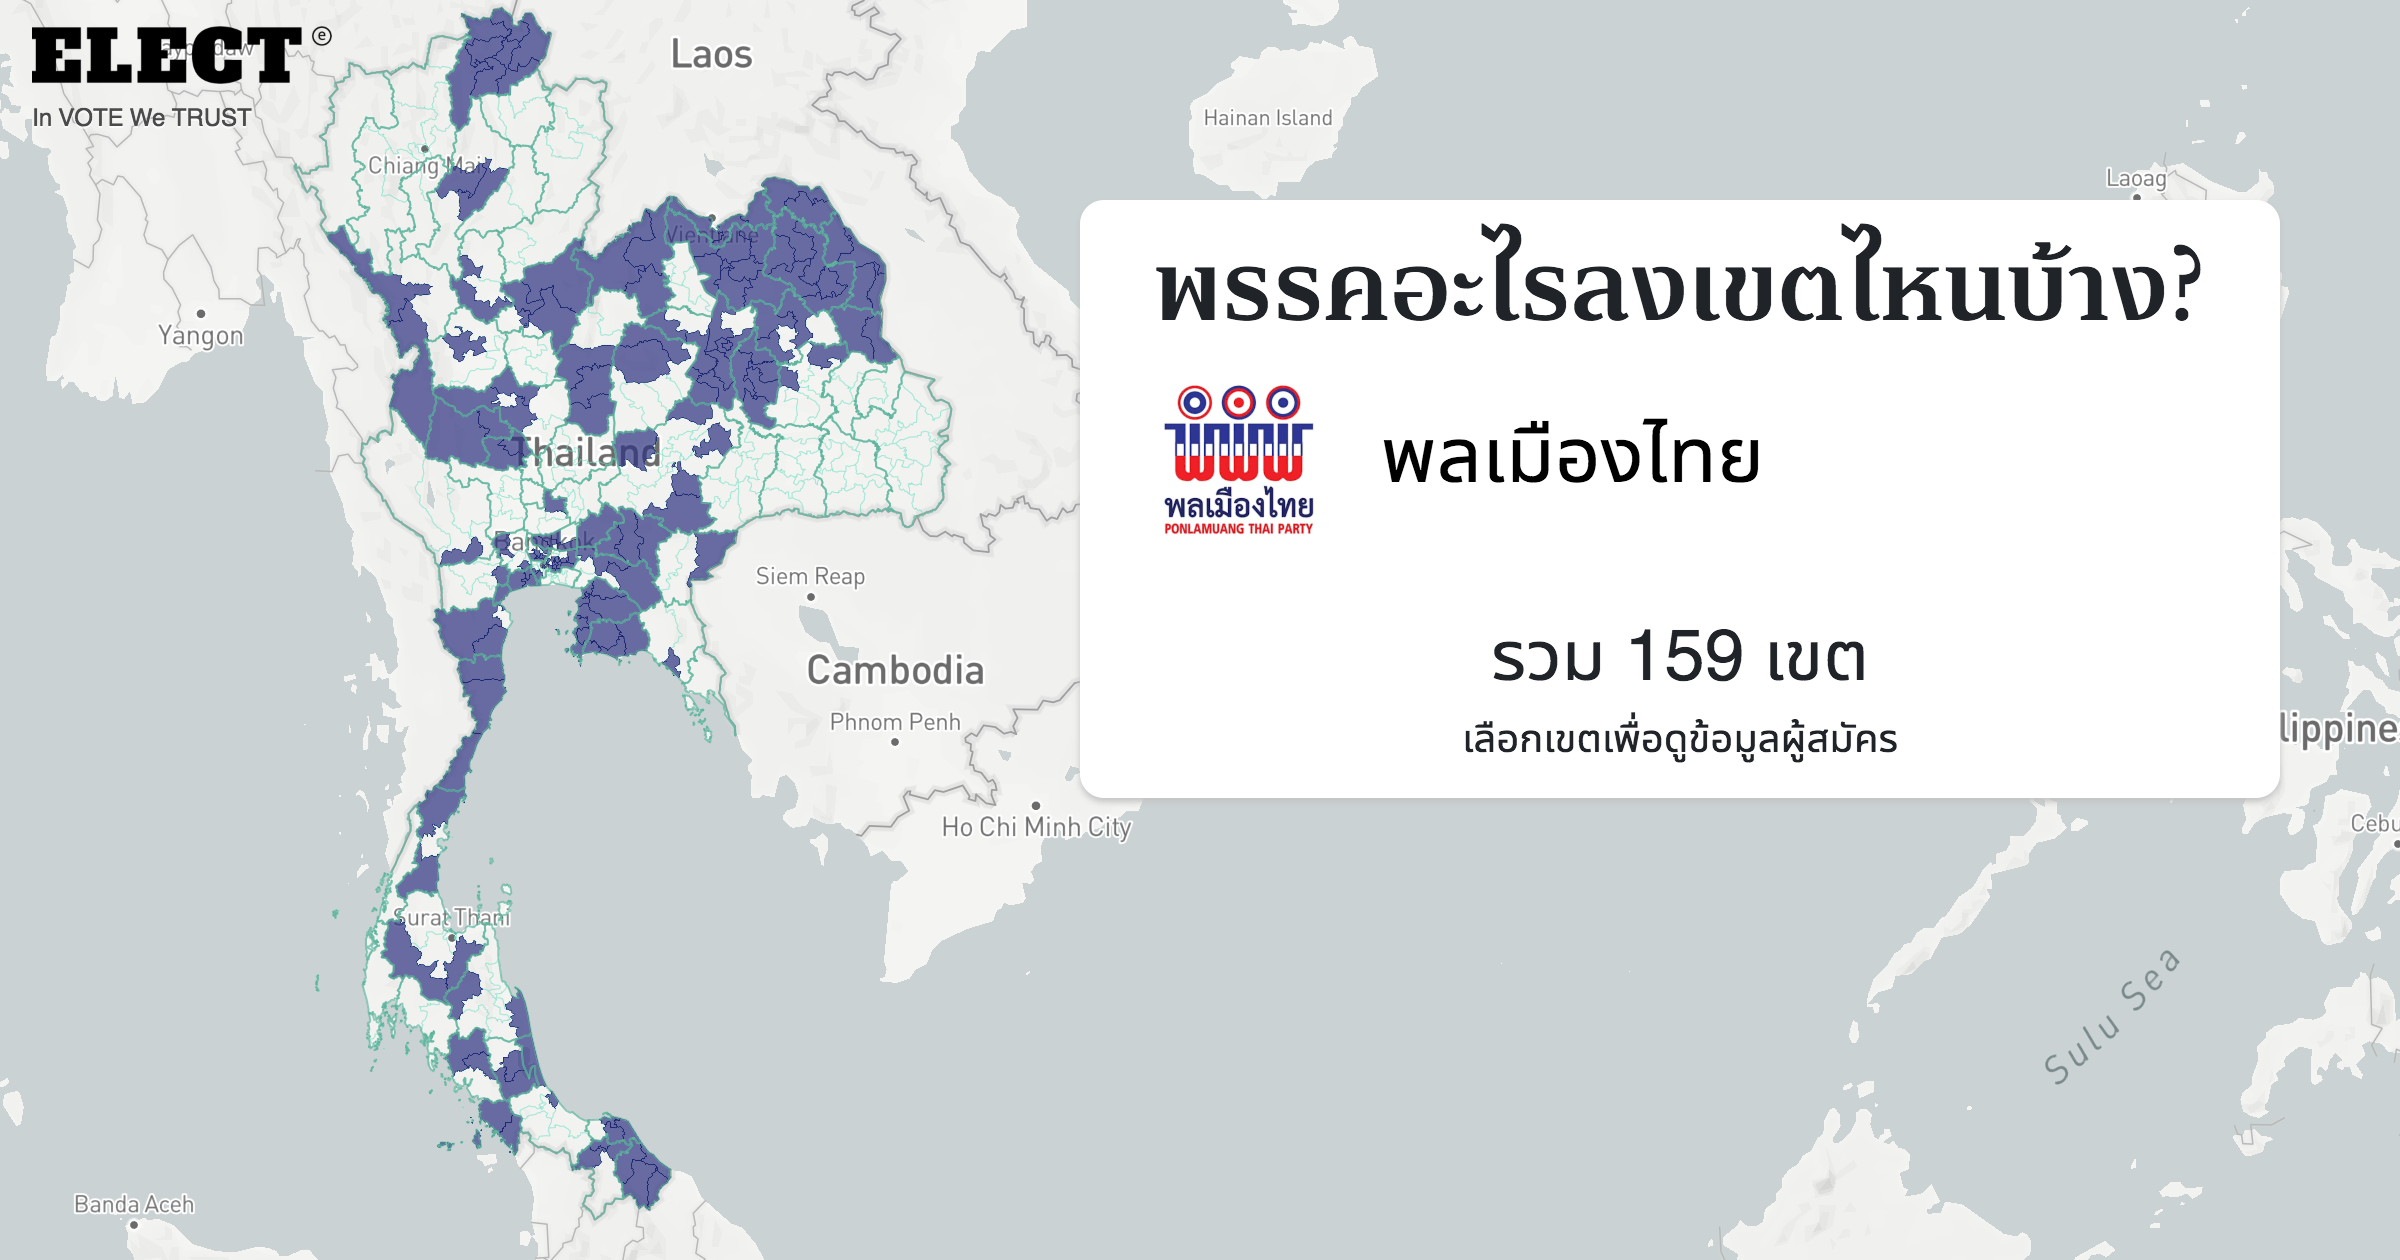 ELECT ⓔ
In VOTE We TRUST
Laos
Hainan Island
Laoag
Chiang Mai
Vientiane
Yangon
พรรคอะไรลงเขตไหนบ้าง?
พลเมืองไทย
พลเมืองไทย
PONLAMUANG THAI PARTY
Thailand
Bangkok
Siem Reap
รวม 159 เขต
เลือกเขตเพื่อดูข้อมูลผู้สมัคร
Cambodia
Phnom Penh
lippine
Ho Chi Minh City
Cebu
Surat Thani
Sulu Sea
Banda Aceh